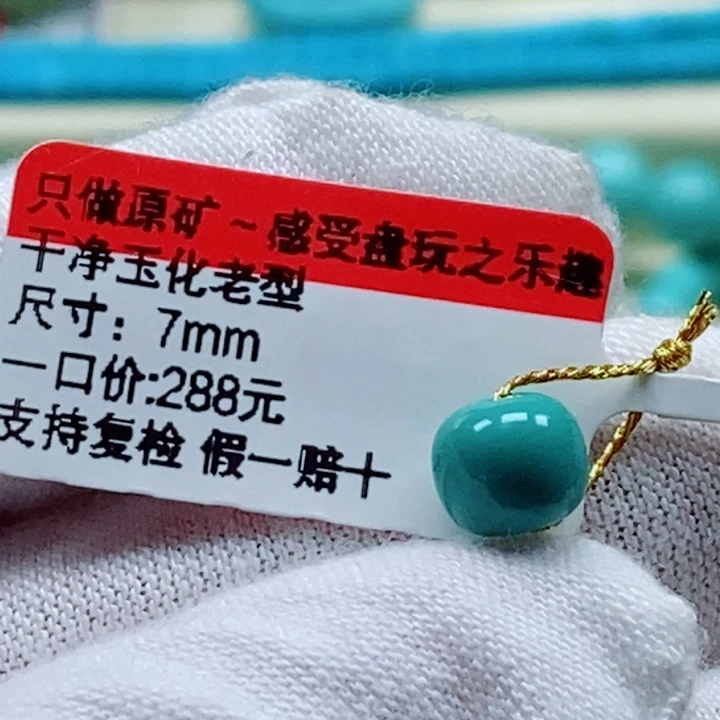 只做原矿~感受盘玩之乐趣
干净玉化老型
尺寸：7mm
一口价:288元
支持复检 假一赔十